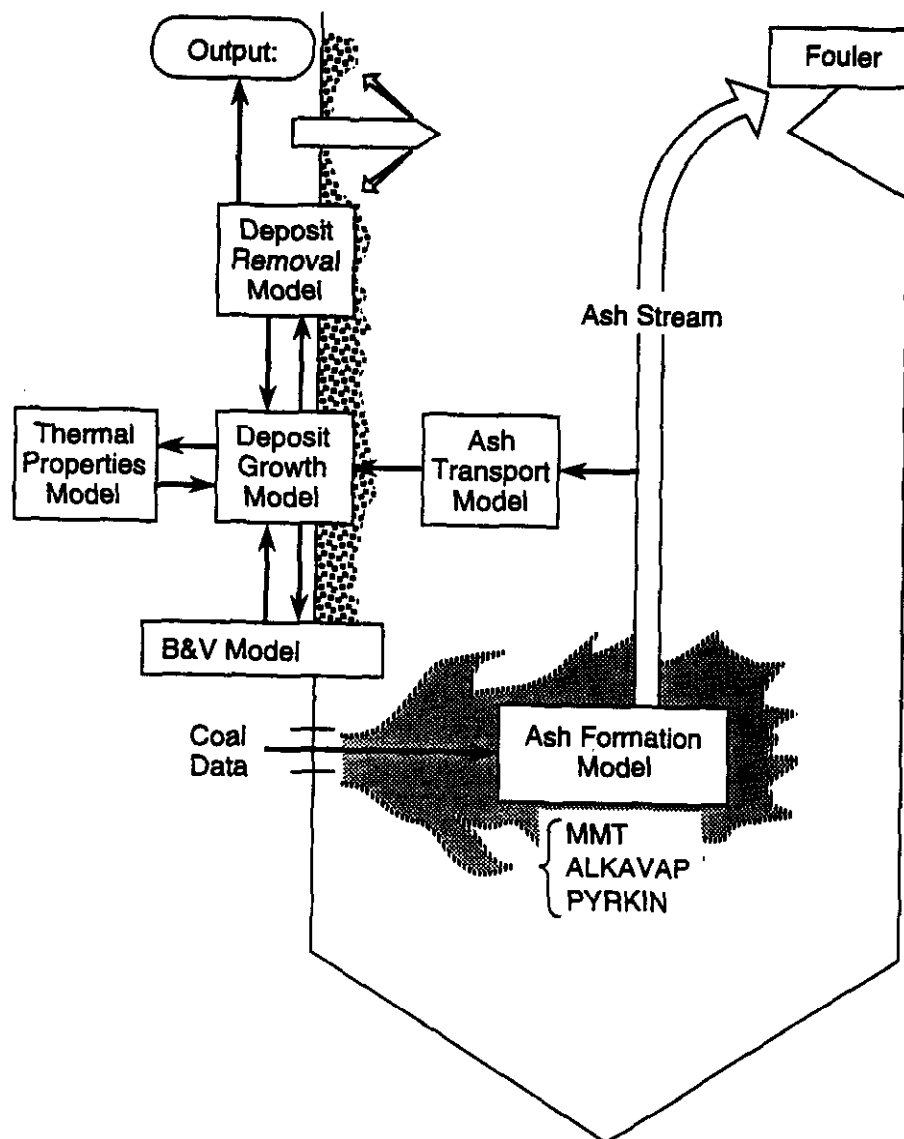 Output:
Fouler
Deposit
Removal
Model
Ash Stream
Thermal
Properties
Model
Deposit
Growth
Model
Ash
Transport
Model
B&V Model
Coal
Data
Ash Formation
Model
MMT
ALKAVAP
PYRKIN